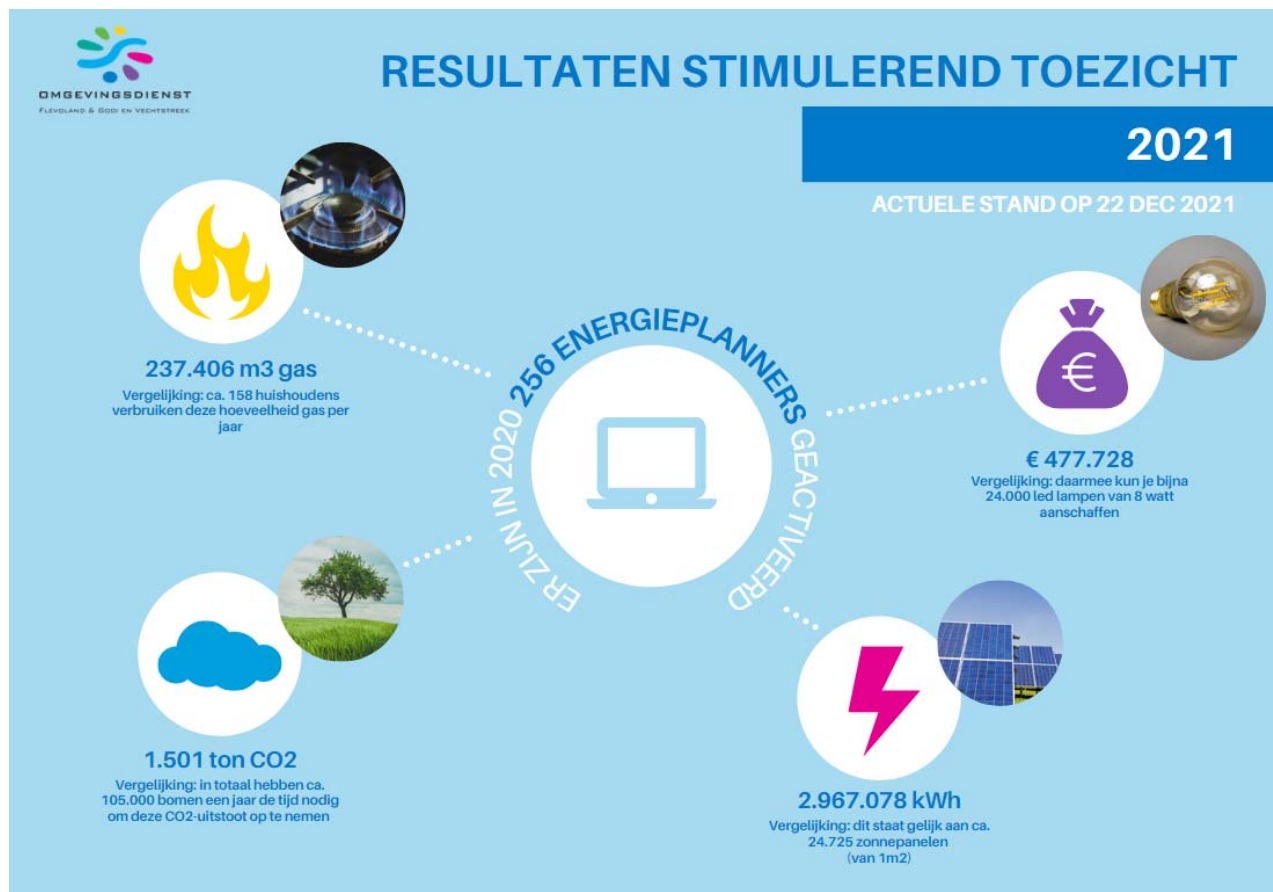 OMGEVINGSDIENST
FLEVOLAND & GOOI EN VECHTSTREEK
RESULTATEN STIMULEREND TOEZICHT
2021
ACTUELE STAND OP 22 DEC 2021
237.406 m3 gas
Vergelijking: ca. 158 huishoudens
verbruiken deze hoeveelheid gas per
jaar
ER ZIJN IN 2020 256 ENERGIEPLANNERS GEACTIVEERD
€ 477.728
Vergelijking: daarmee kun je bijna
24.000 led lampen van 8 watt
aanschaffen
1.501 ton CO2
Vergelijking: in totaal hebben ca.
105.000 bomen een jaar de tijd nodig
om deze CO2-uitstoot op te nemen
2.967.078 kWh
Vergelijking: dit staat gelijk aan ca.
24.725 zonnepanelen
(van 1m2)